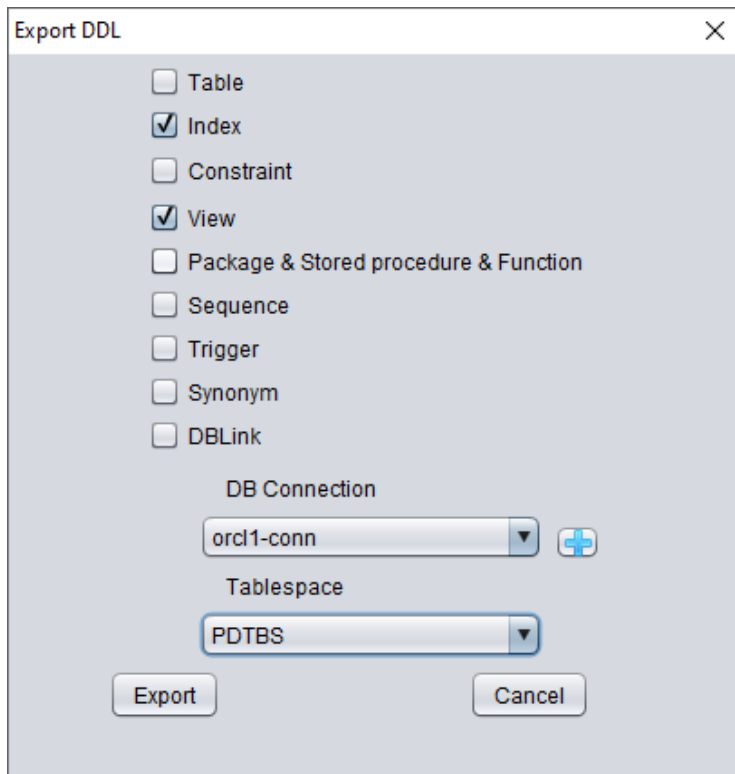 Export DDL
Table
Index
Constraint
View
Package & Stored procedure & Function
Sequence
Trigger
Synonym
DBLink
DB Connection
orcl1-conn
Tablespace
PDTBS
Export Cancel